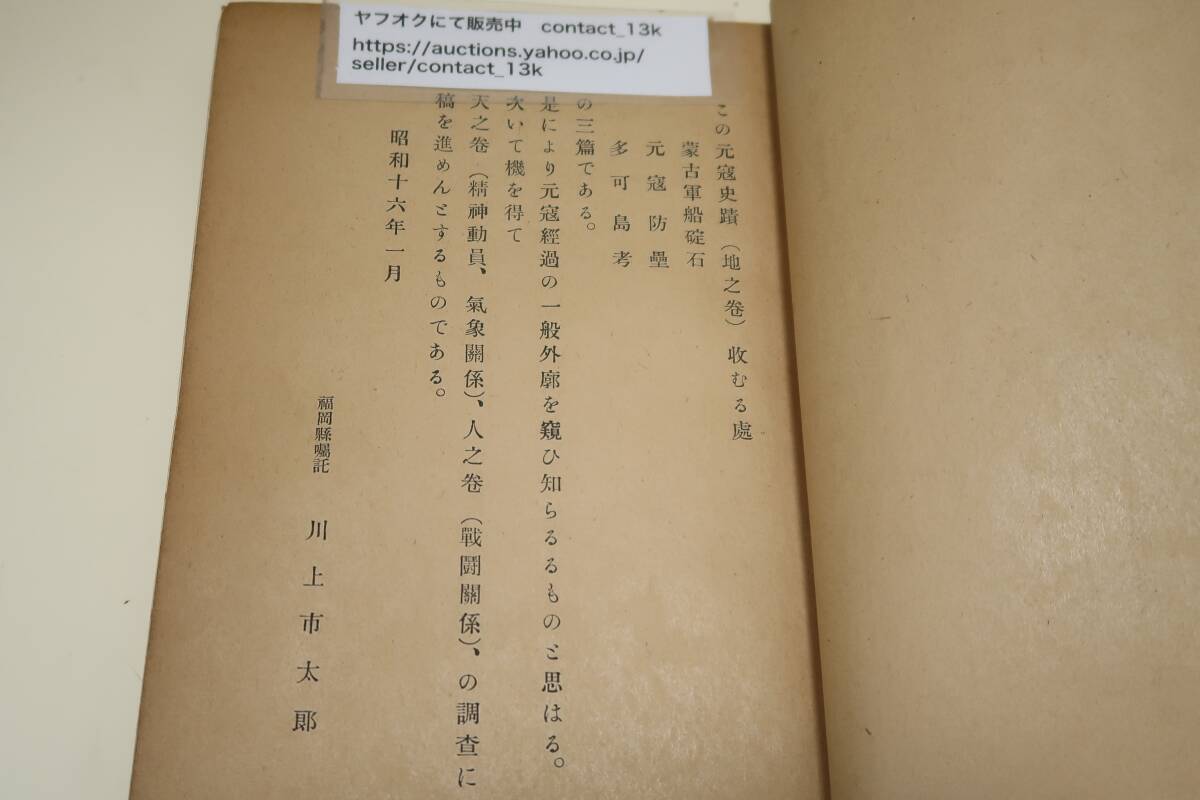 ヤフオクにて販売中 contact_13k
https://auctions.yahoo.co.jp/
seller/contact_13k
この元寇史蹟(地之卷)收むる處
蒙古軍船碇石
元寇防壘
多可島考
の三篇である。
是により元寇經過の一般外廓を窺ひ知らるるものと思はる。
次いて機を得て
天之卷(精神動員、氣象關係)、人之卷(戰鬪關係)、の調査に
稿を進めんとするものである。
昭和十六年一月
福岡縣囑託 川上市太郞